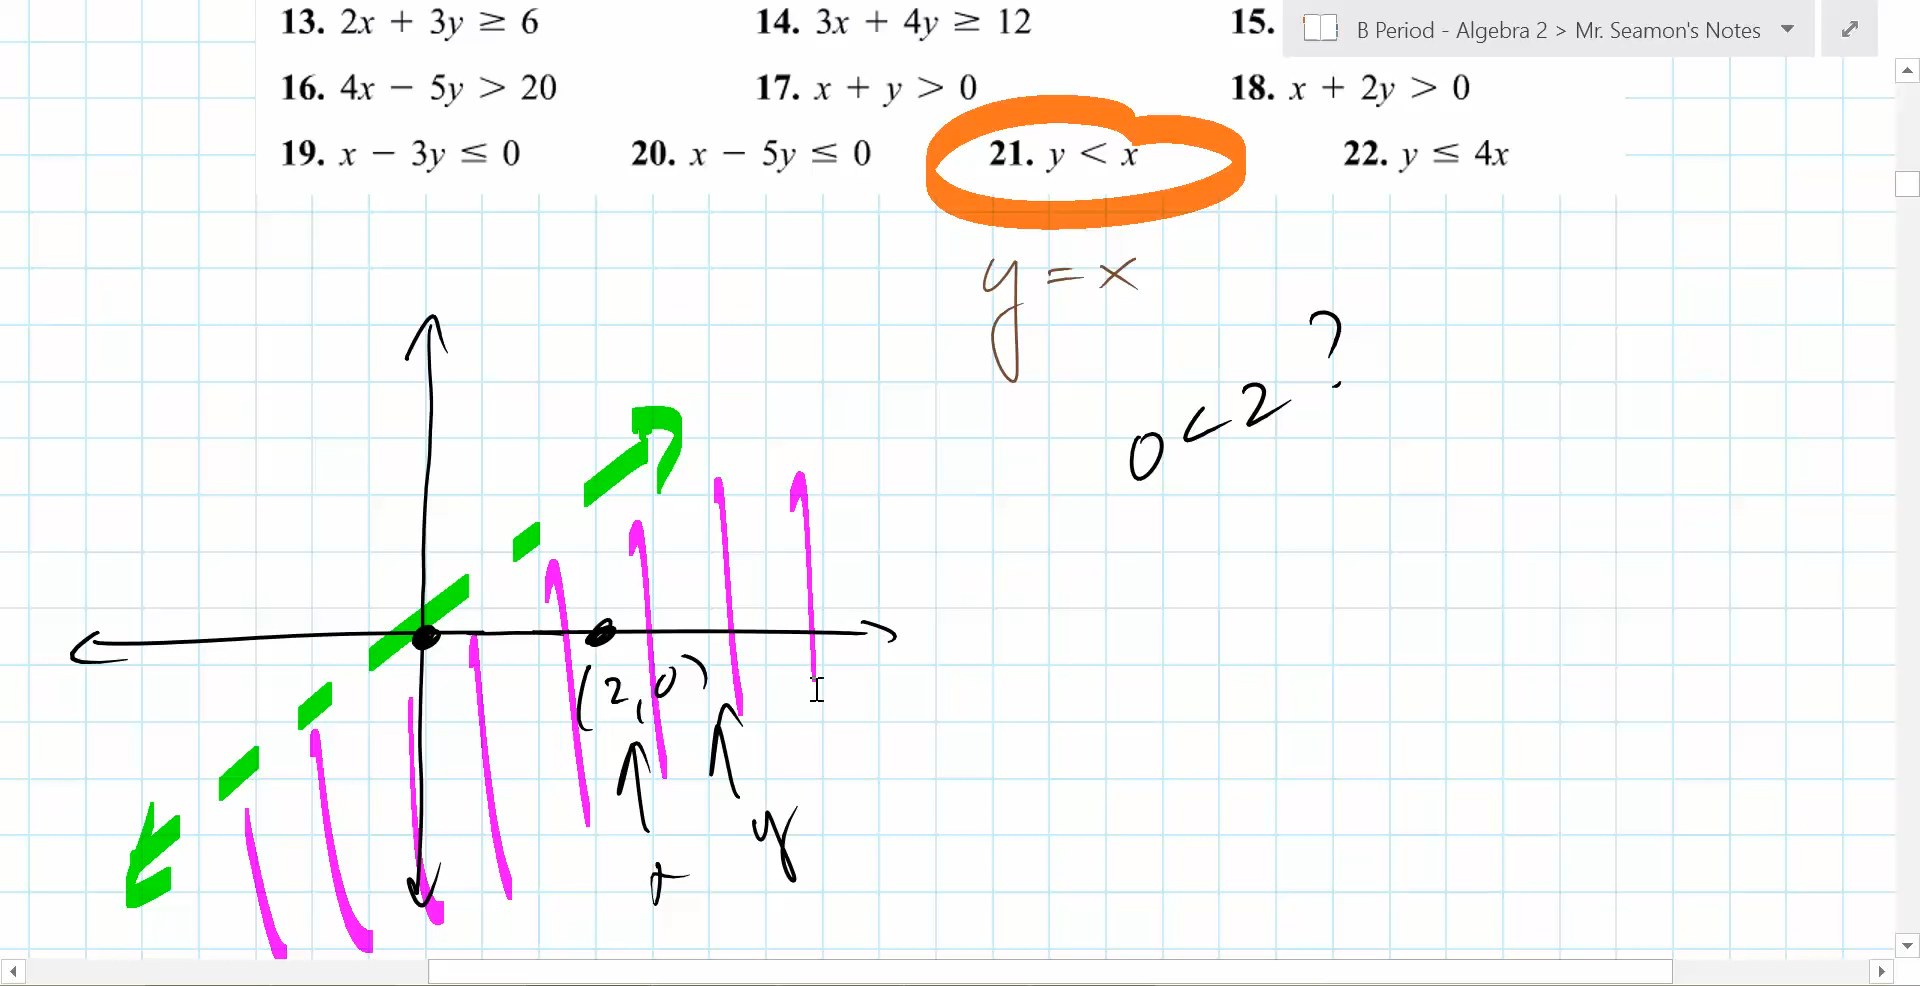 13. 2x + 3y ≥ 6
14. 3x + 4y ≥ 12
15.
B Period - Algebra 2 > Mr. Seamon's Notes
16. 4x − 5y > 20
17. x + y > 0
18. x + 2y > 0
19. x − 3y ≤ 0
20. x − 5y ≤ 0
21. y < x
22. y ≤ 4x
y = x
0 < 2 ?
(2, 0)
y